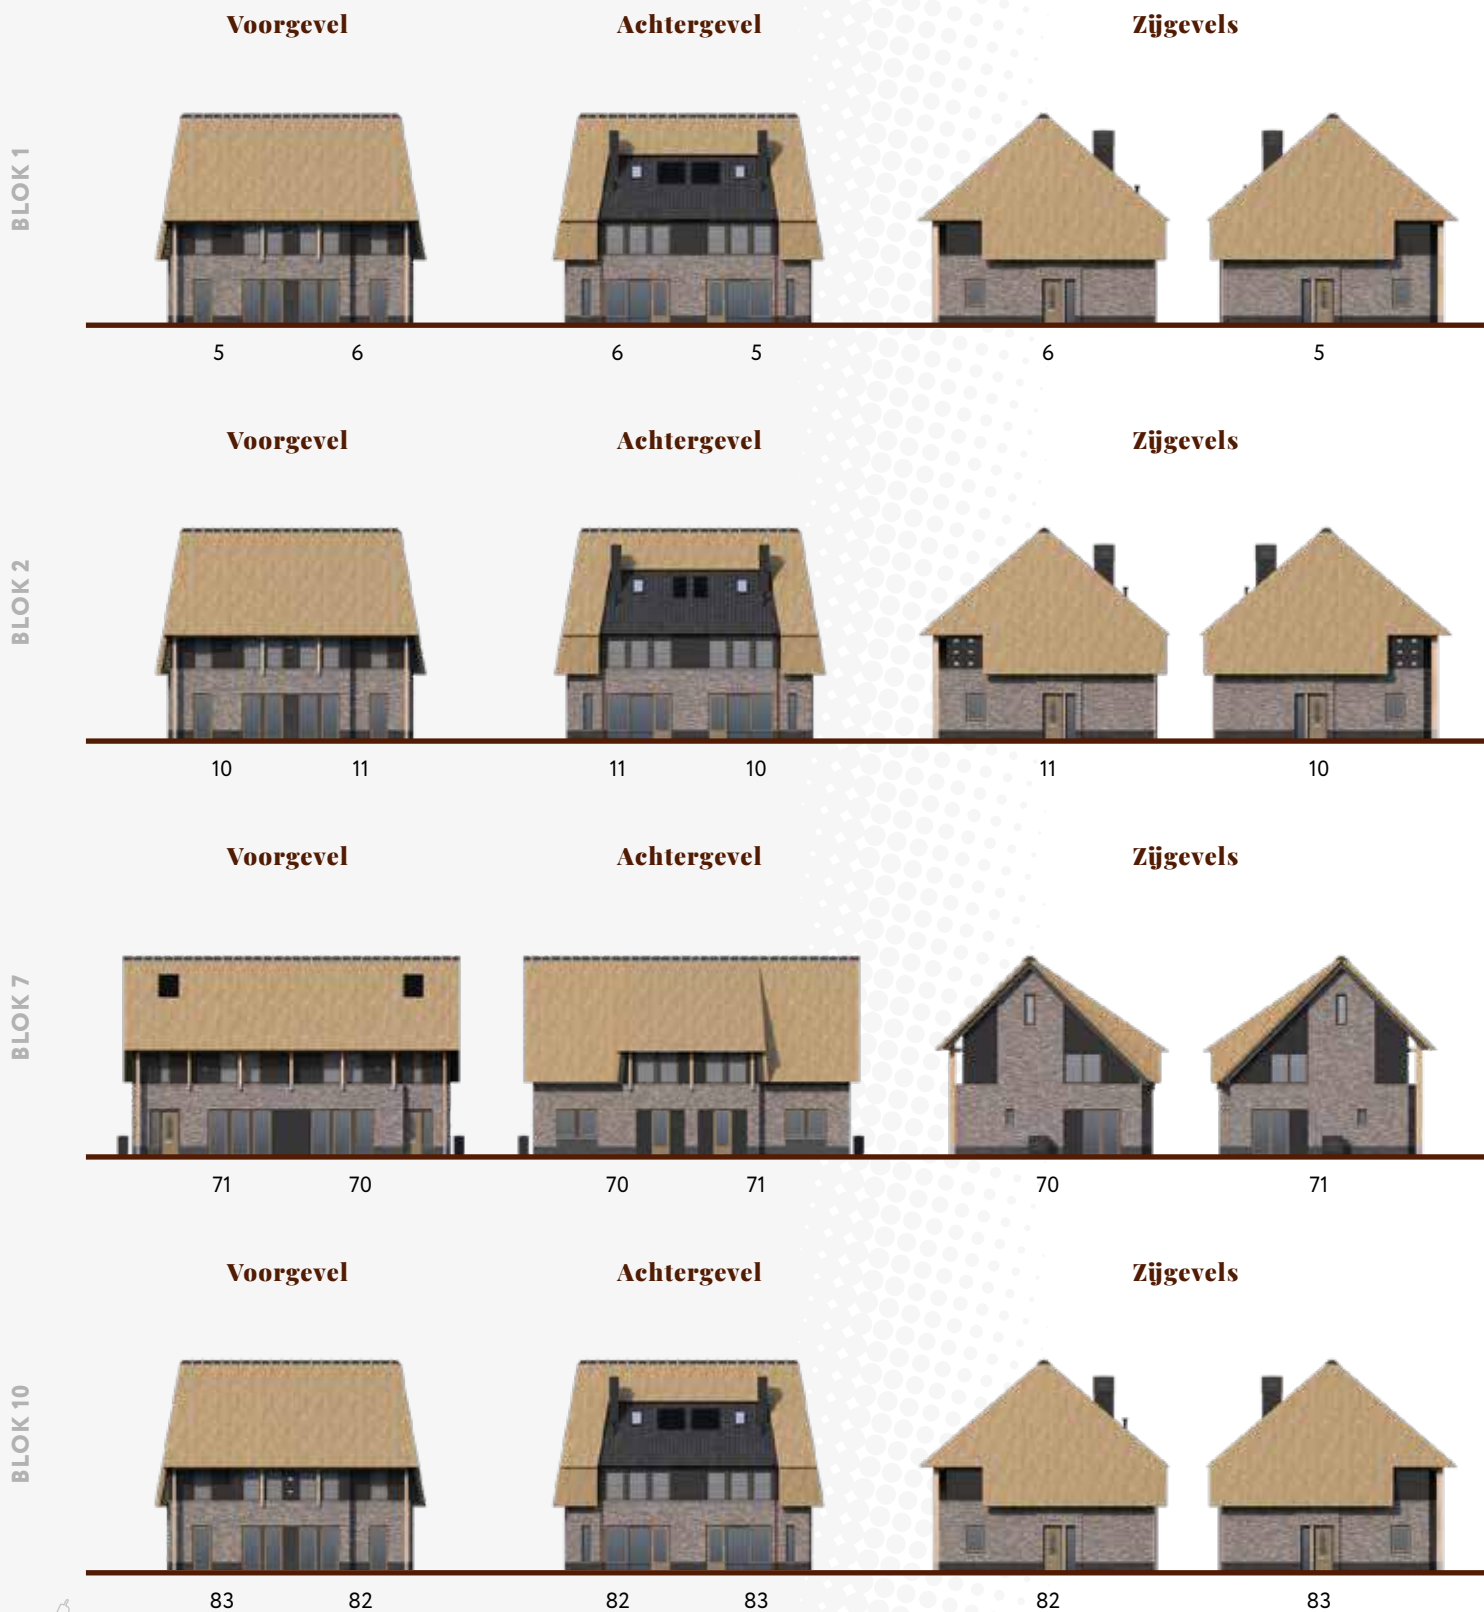 Voorgevel Achtergevel Zijgevels
BLOK 1
5 6 6 5 6 5
Voorgevel Achtergevel Zijgevels
BLOK 2
10 11 11 10 11 10
Voorgevel Achtergevel Zijgevels
BLOK 7
71 70 70 71 70 71
Voorgevel Achtergevel Zijgevels
BLOK 10
83 82 82 83 82 83